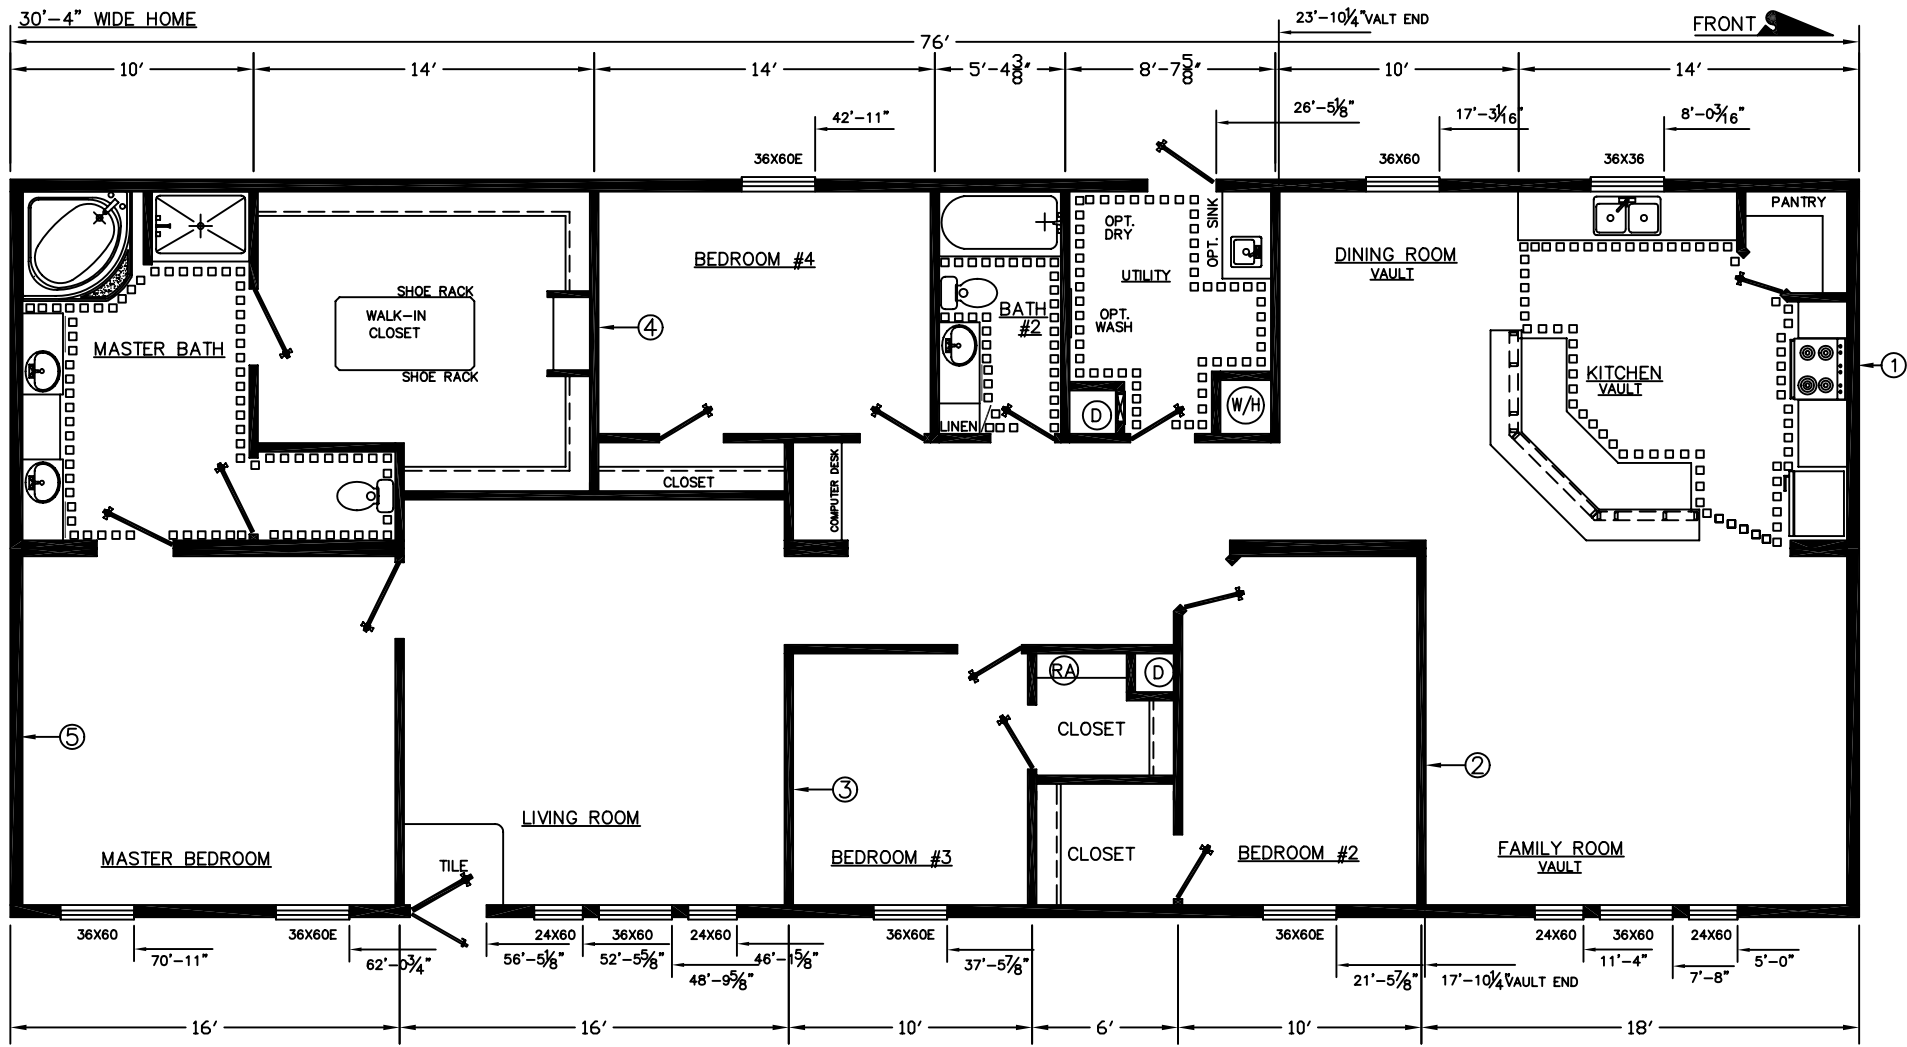 30'-4" WIDE HOME
23'-10¼" VALT END
FRONT
76'
10'
14'
14'
5'-4⅜"
8'-7⅝"
10'
14'
42'-11"
26'-5⅛"
17'-3 1/16"
8'-0 3/16"
36X60E
36X60
36X36
PANTRY
OPT.
DRY
OPT. SINK
BEDROOM #4
DINING ROOM
VAULT
UTILITY
SHOE RACK
WALK-IN
CLOSET
BATH
#2
OPT.
WASH
4
MASTER BATH
SHOE RACK
KITCHEN
VAULT
1
D
W/H
LINEN
COMPUTER DESK
CLOSET
RA
D
CLOSET
5
2
3
LIVING ROOM
MASTER BEDROOM
TILE
BEDROOM #3
CLOSET
BEDROOM #2
FAMILY ROOM
VAULT
36X60
36X60E
24X60
36X60
24X60
36X60E
36X60E
24X60
36X60
24X60
70'-11"
62'-0¾"
56'-5⅛"
52'-5⅝"
48'-9⅝"
46'-1⅝"
37'-5⅞"
21'-5⅞"
17'-10¼" VAULT END
11'-4"
7'-8"
5'-0"
16'
16'
10'
6'
10'
18'